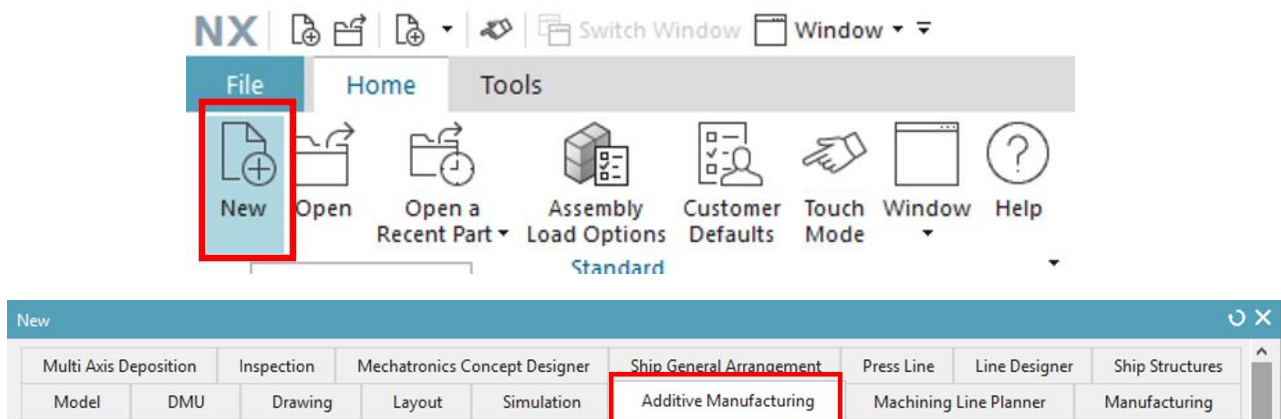 NX Switch Window Window
File Home Tools
New Open Open a Assembly Customer Touch Window Help
Recent Part Load Options Defaults Mode
Standard
New
Multi Axis Deposition Inspection Mechatronics Concept Designer Ship General Arrangement Press Line Line Designer Ship Structures
Model DMU Drawing Layout Simulation Additive Manufacturing Machining Line Planner Manufacturing